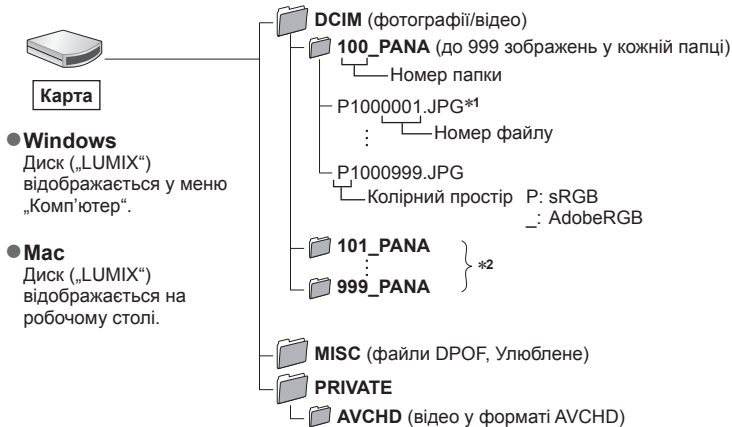 DCIM (фотографії/відео)
100_PANA (до 999 зображень у кожній папці)
Номер папки
P1000001.JPG*1
Номер файлу
P1000999.JPG
Колірний простір P: sRGB
_: AdobeRGB
101_PANA
*2
999_PANA
MISC (файли DPOF, Улюблене)
PRIVATE
AVCHD (відео у форматі AVCHD)
Карта
●Windows
Диск („LUMIX“)
відображається у меню
„Комп’ютер“.
●Mac
Диск („LUMIX“)
відображається на
робочому столі.